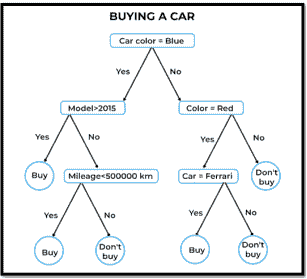 BUYING A CAR
Car color = Blue
Yes No
Model>2015 Color = Red
Yes No Yes No
Buy Mileage<500000 km Car = Ferrari Don't
buy
Yes No Yes No
Buy Don't
buy Buy Don't
buy